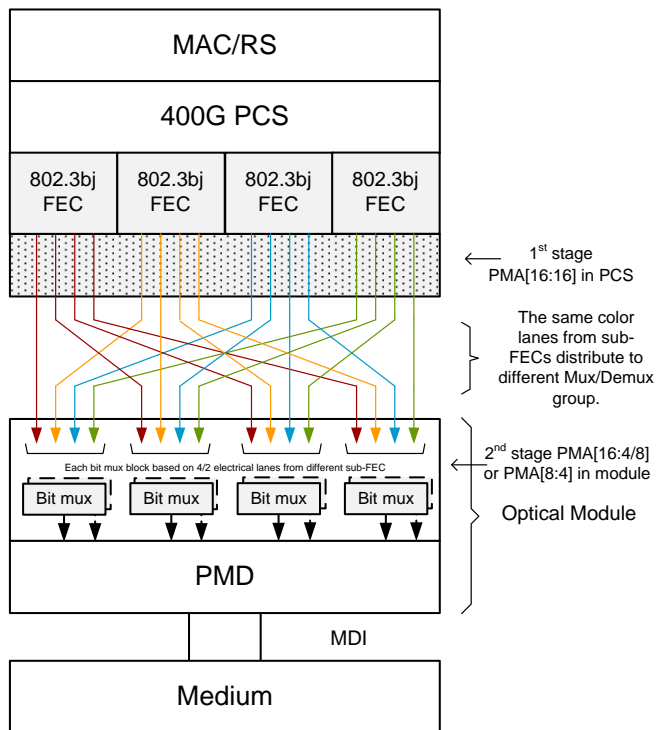 MAC/RS
400G PCS
802.3bj 802.3bj 802.3bj 802.3bj
FEC FEC FEC FEC
1st stage
PMA[16:16] in PCS
The same color
lanes from sub-
FECs distribute to
different Mux/Demux
group.
Each bit mux block based on 4/2 electrical lanes from different sub-FEC
2nd stage PMA[16:4/8]
or PMA[8:4] in module
Bit mux Bit mux Bit mux Bit mux
Optical Module
PMD
MDI
Medium